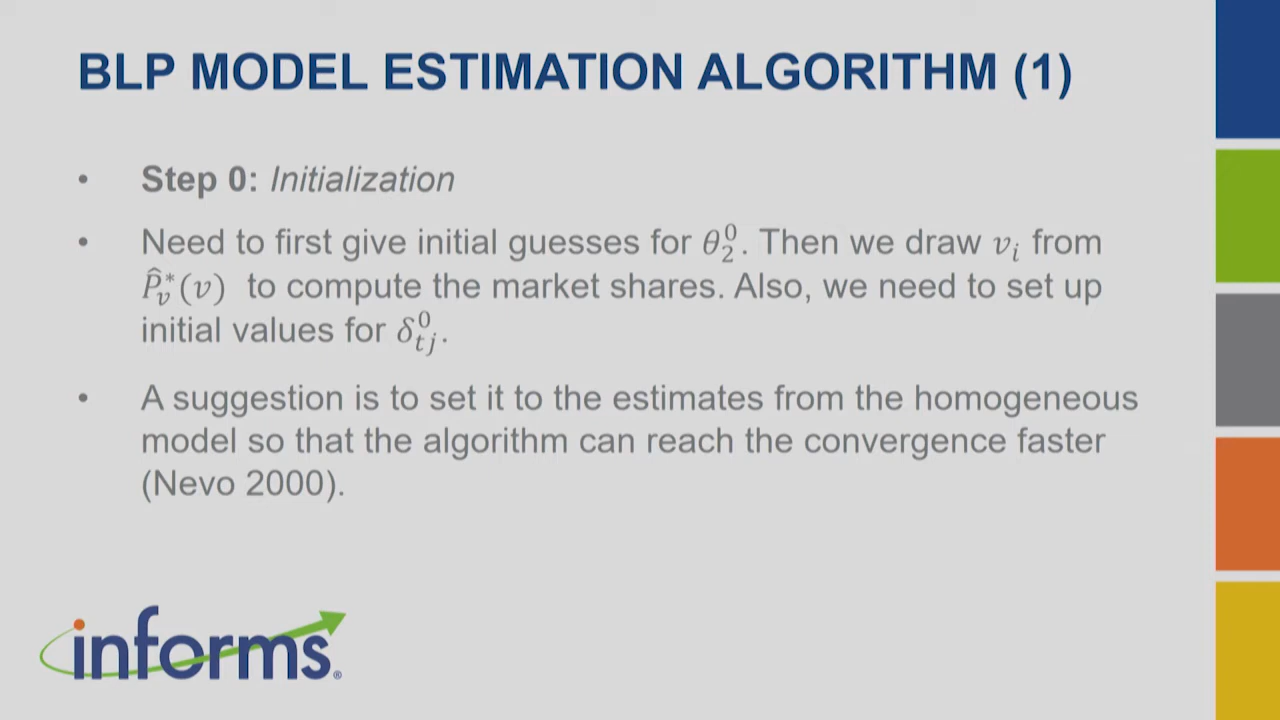 BLP MODEL ESTIMATION ALGORITHM (1)
• Step 0: Initialization
• Need to first give initial guesses for θ₂⁰. Then we draw vᵢ from
P̂ᵥ*(v) to compute the market shares. Also, we need to set up
initial values for δₜⱼ⁰.
• A suggestion is to set it to the estimates from the homogeneous
model so that the algorithm can reach the convergence faster
(Nevo 2000).
informs®